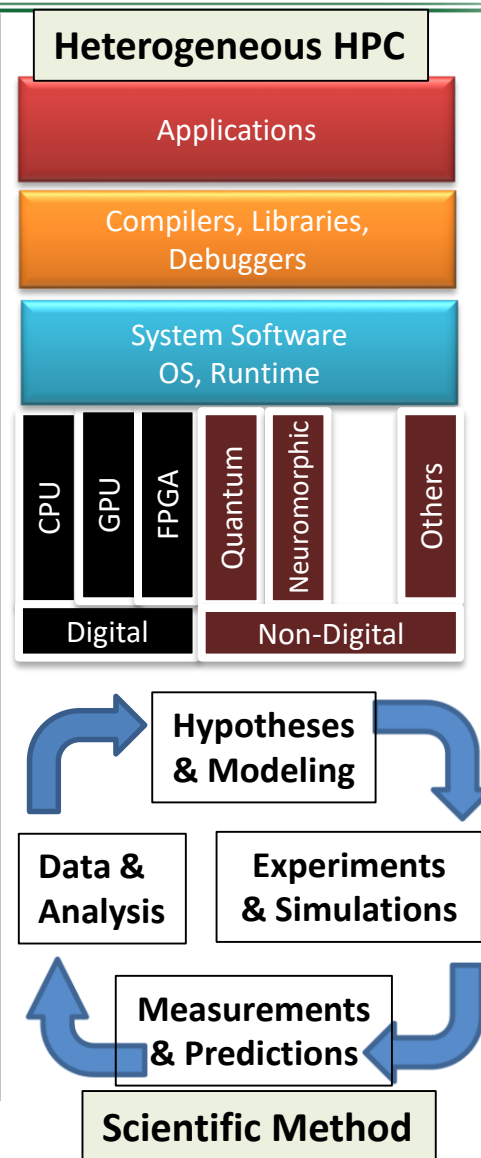 Heterogeneous HPC
Applications
Compilers, Libraries,
Debuggers
System Software
OS, Runtime
CPU
GPU
FPGA
Quantum
Neuromorphic
Others
Digital
Non-Digital
Hypotheses
& Modeling
Data &
Analysis
Experiments
& Simulations
Measurements
& Predictions
Scientific Method